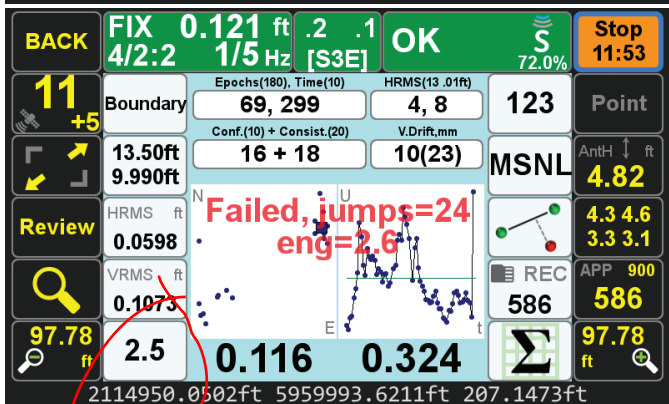 BACK
FIX 0.121 ft .2 .1
4/2:2 1/5 Hz [S3E]
OK
S
72.0%
Stop
11:53
11
+5
Boundary
Epochs(180), Time(10)
69, 299
HRMS(13 .01ft)
4, 8
123
Point
13.50ft
9.990ft
Conf.(10) + Consist.(20)
16 + 18
V.Drift,mm
10(23)
MSNL
AntH ft
4.82
Review
HRMS ft
0.0598
N
U
Failed, jumps=24
eng=2.6
4.3 4.6
3.3 3.1
VRMS ft
0.1073
REC
586
APP 900
586
97.78
ft
2.5
E
t
0.116 0.324
Σ
97.78
ft
2114950.0502ft 5959993.6211ft 207.1473ft